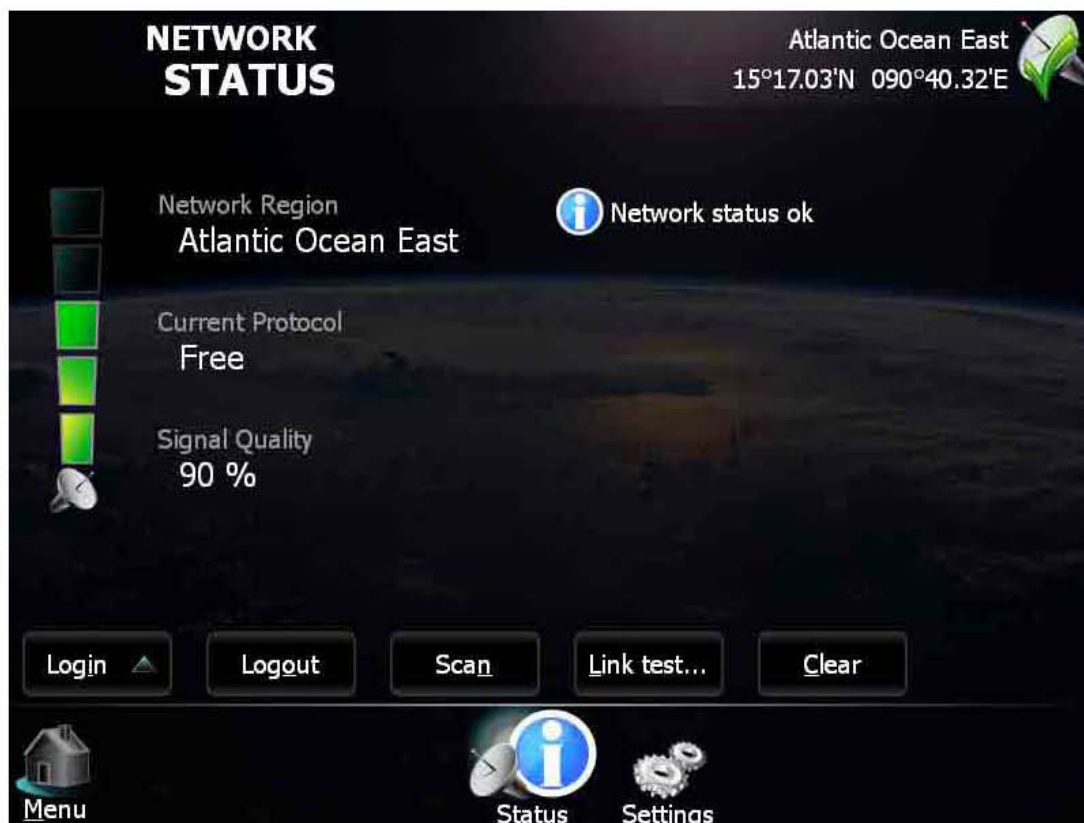 NETWORK
STATUS
Atlantic Ocean East
15°17.03'N 090°40.32'E
Network Region
Atlantic Ocean East
Network status ok
Current Protocol
Free
Signal Quality
90 %
Login
Logout
Scan
Link test...
Clear
Menu
Status
Settings